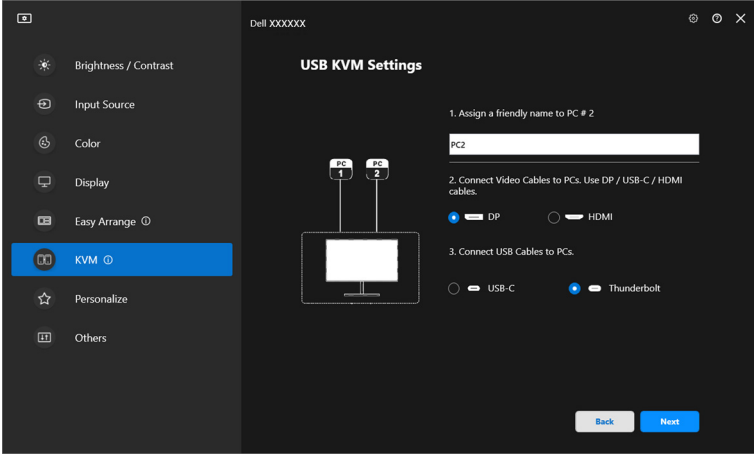 Dell XXXXXX
Brightness / Contrast
Input Source
Color
Display
Easy Arrange
KVM
Personalize
Others
USB KVM Settings
PC
1
PC
2
1. Assign a friendly name to PC # 2
PC2
2. Connect Video Cables to PCs. Use DP / USB-C / HDMI
cables.
DP
HDMI
3. Connect USB Cables to PCs.
USB-C
Thunderbolt
Back
Next